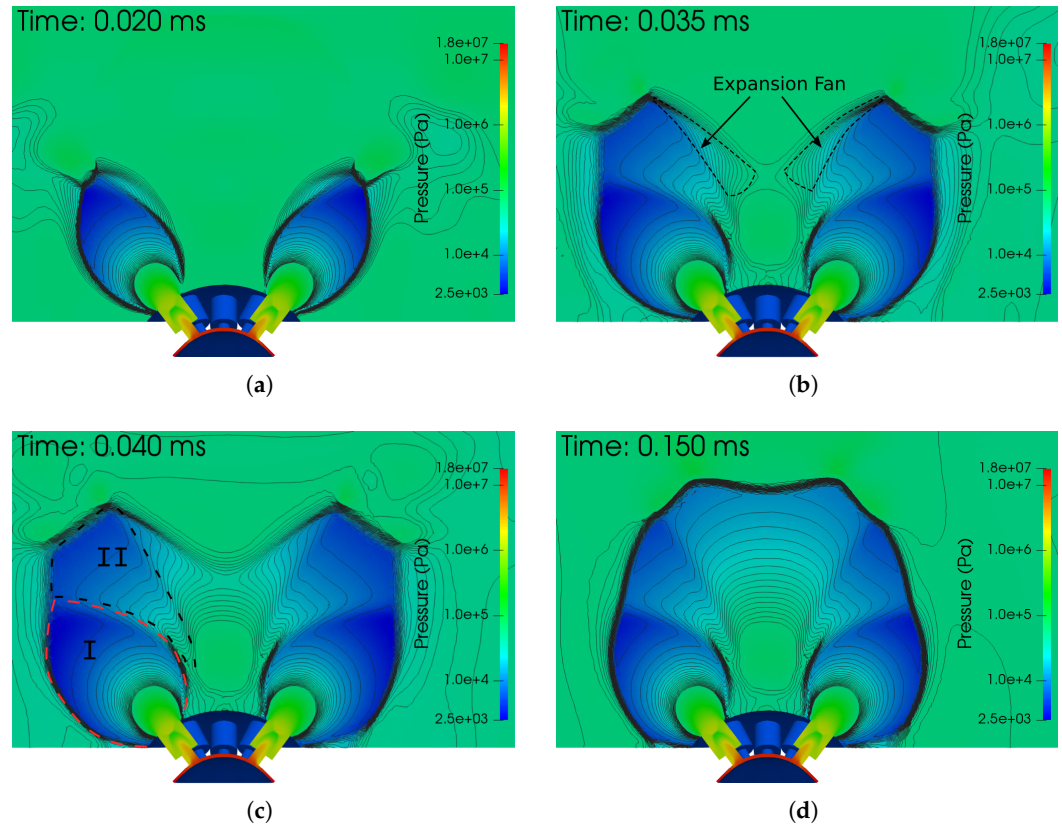 Time: 0.020 ms
1.8e+07
1.0e+07
1.0e+06
1.0e+05
1.0e+4
2.5e+03
Pressure (Pa)
(a)
Time: 0.035 ms
Expansion Fan
1.8e+07
1.0e+07
1.0e+6
1.0e+5
1.0e+4
2.5e+03
Pressure (Pa)
(b)
Time: 0.040 ms
II
I
1.8e+07
1.0e+7
1.0e+6
1.0e+5
1.0e+4
2.5e+03
Pressure (Pa)
(c)
Time: 0.150 ms
1.8e+07
1.0e+7
1.0e+6
1.0e+5
1.0e+4
2.5e+03
Pressure (Pa)
(d)